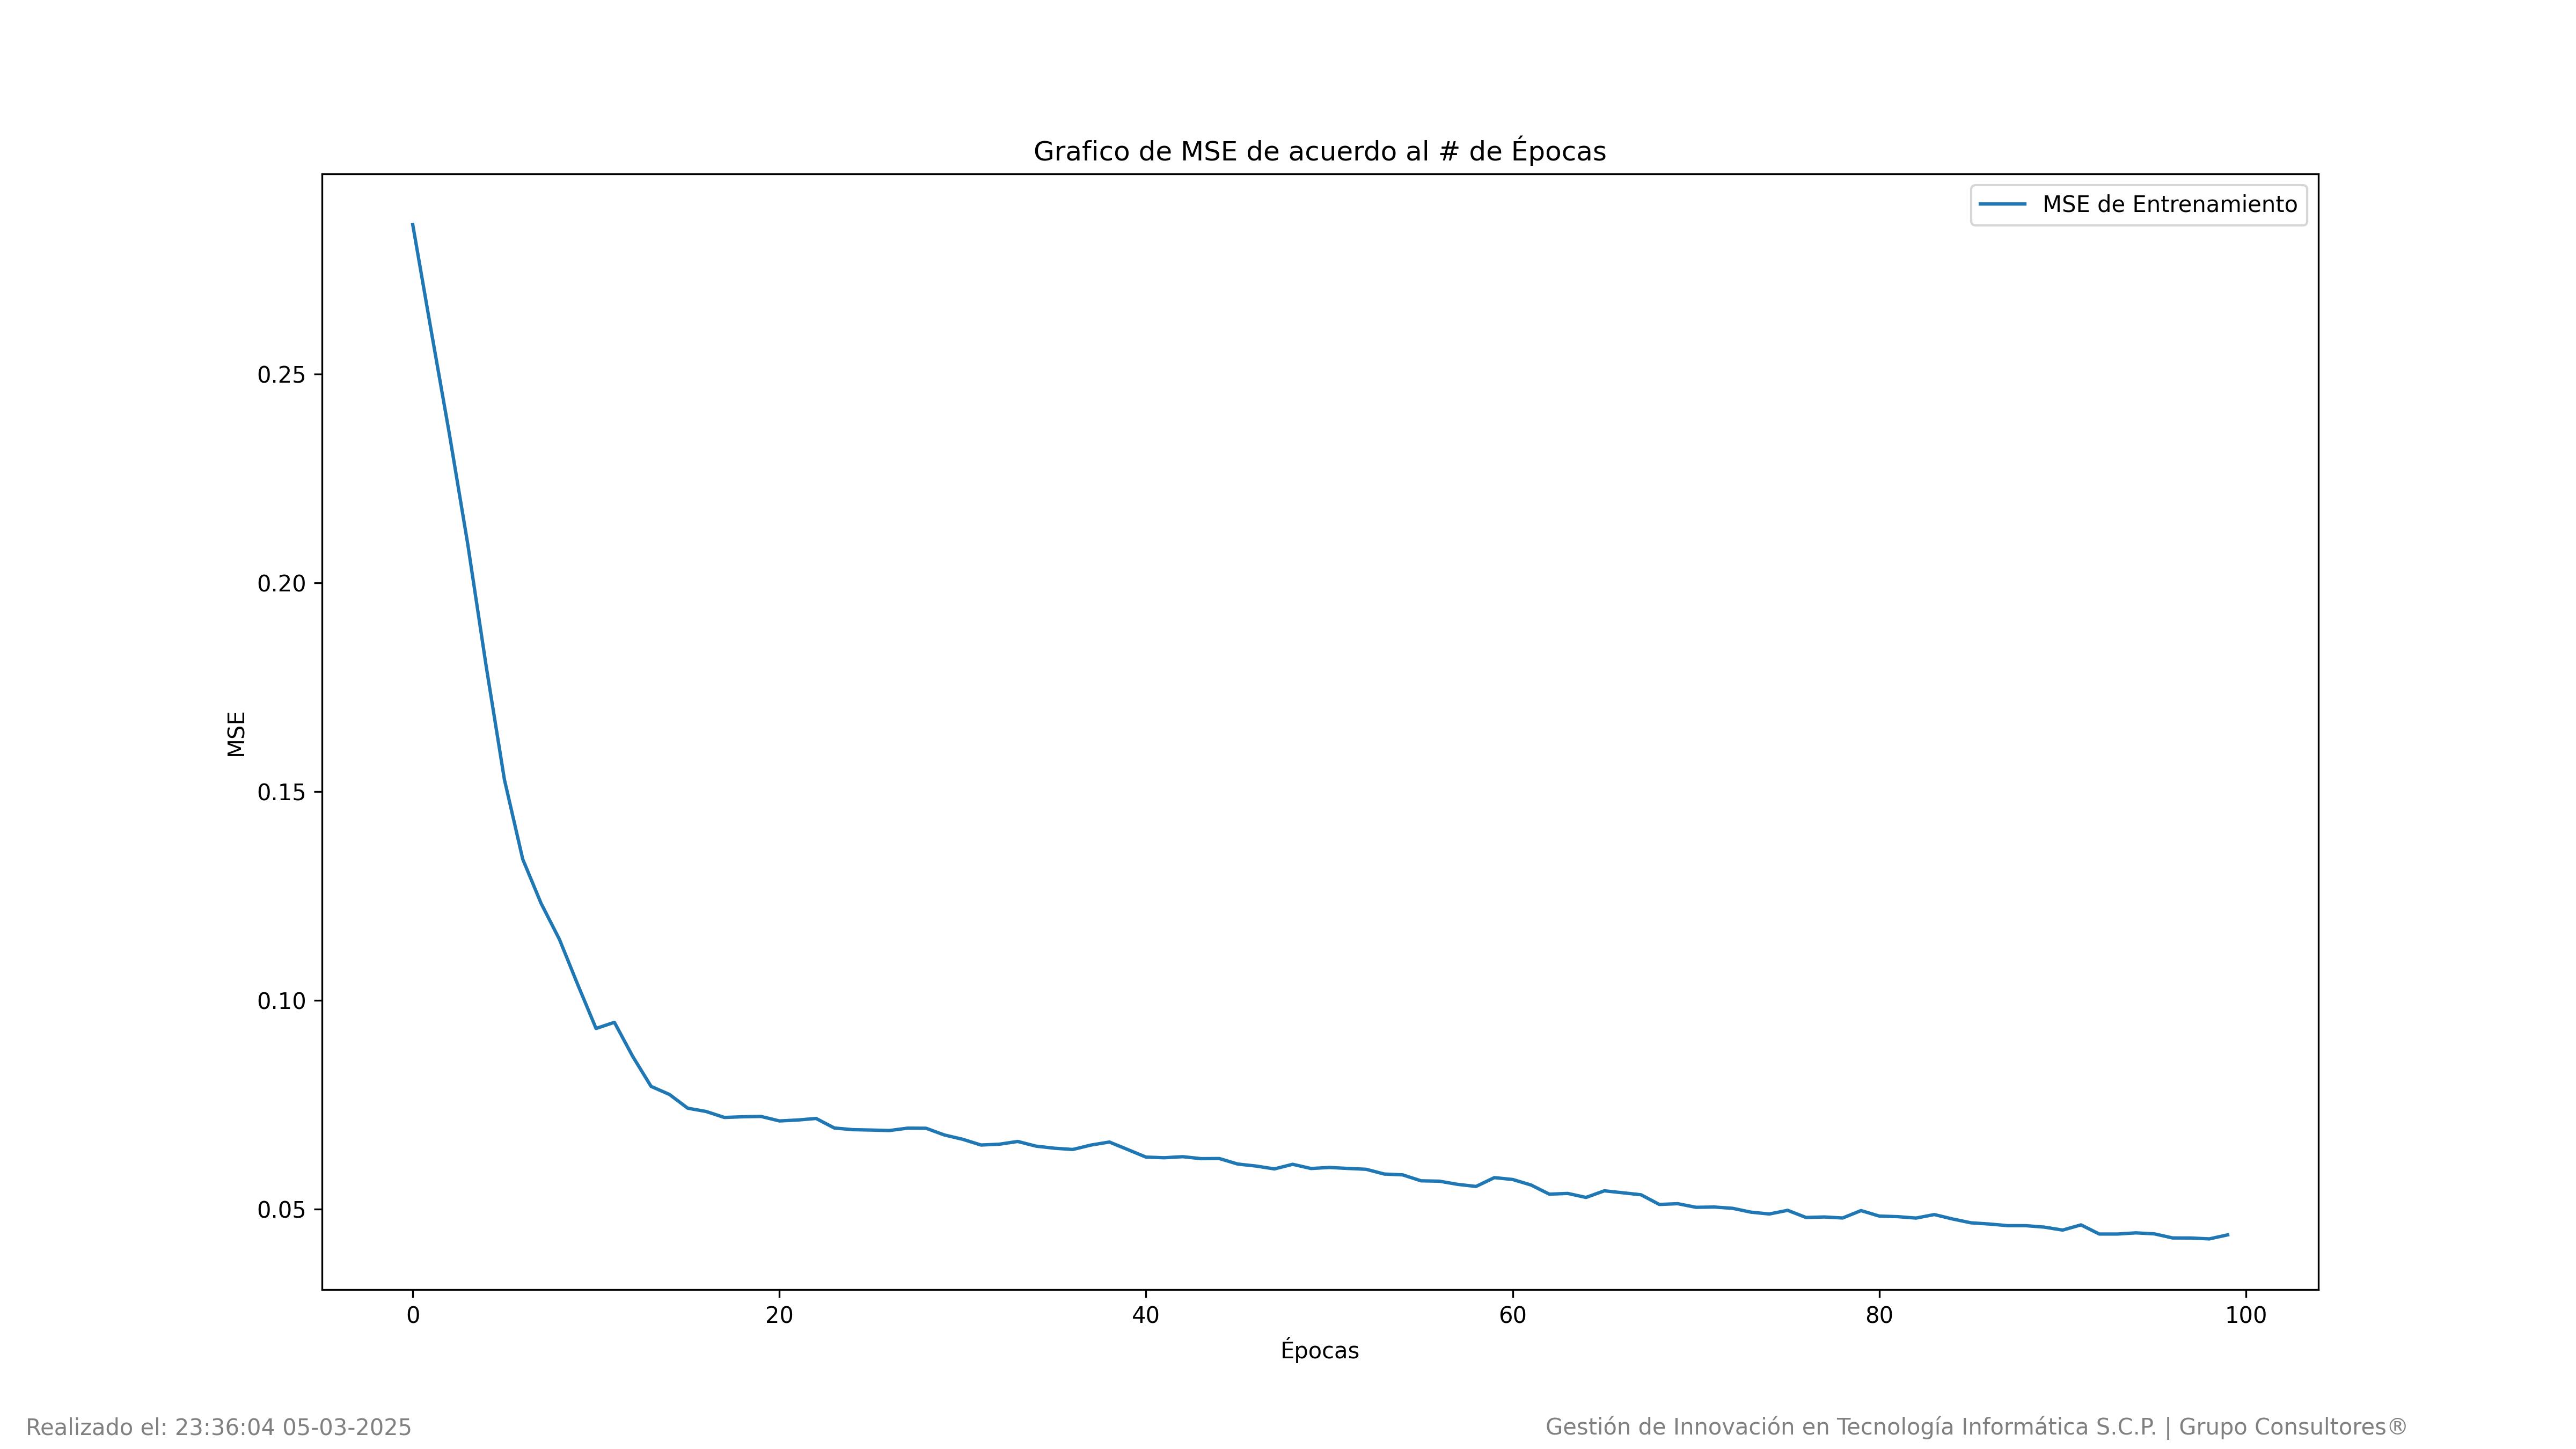 Grafico de MSE de acuerdo al # de Épocas
MSE de Entrenamiento
0.25
0.20
0.15
0.10
0.05
MSE
0 20 40 60 80 100
Épocas
Realizado el: 23:36:04 05-03-2025
Gestión de Innovación en Tecnología Informática S.C.P. | Grupo Consultores®